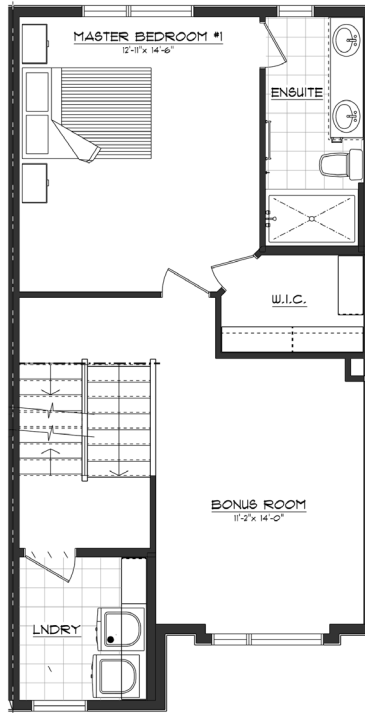 MASTER BEDROOM #1
12'-11"x 14'-6"
ENSUITE
W.I.C.
BONUS ROOM
11'-2"x 14'-0"
LNDRY